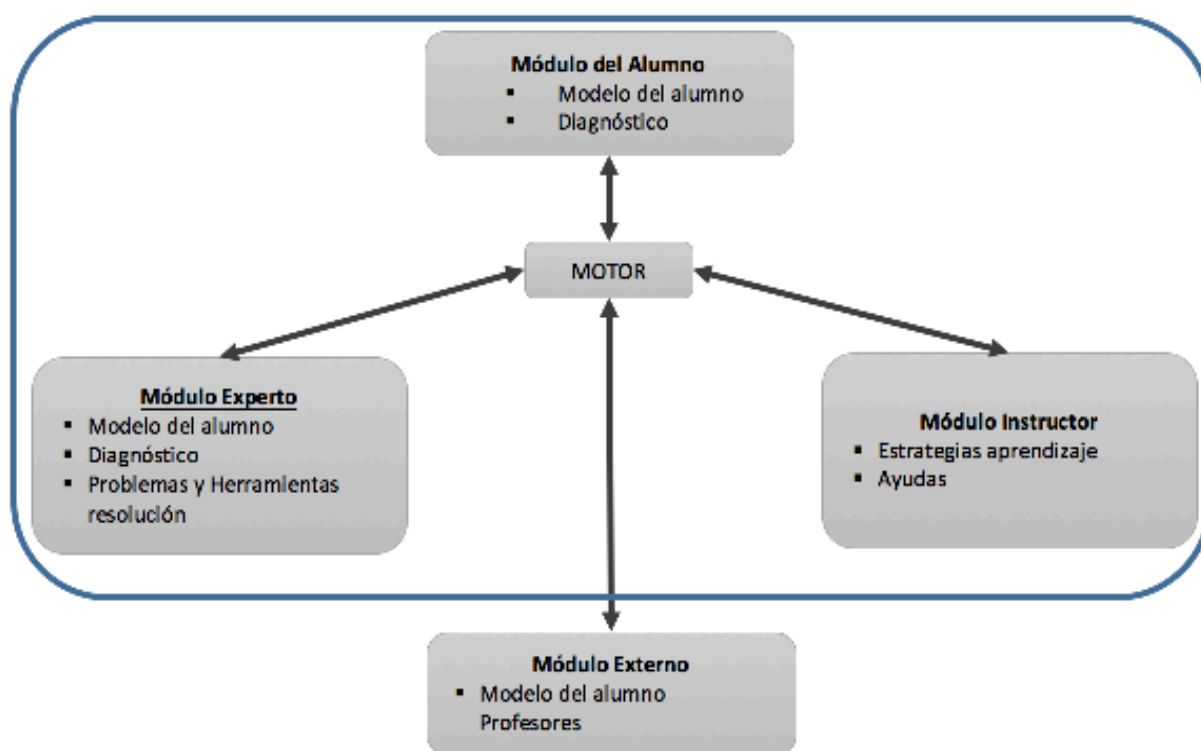 Módulo del Alumno
▪ Modelo del alumno
▪ Diagnóstico
MOTOR
Módulo Experto
▪ Modelo del alumno
▪ Diagnóstico
▪ Problemas y Herramientas
resolución
Módulo Instructor
▪ Estrategias aprendizaje
▪ Ayudas
Módulo Externo
▪ Modelo del alumno
Profesores